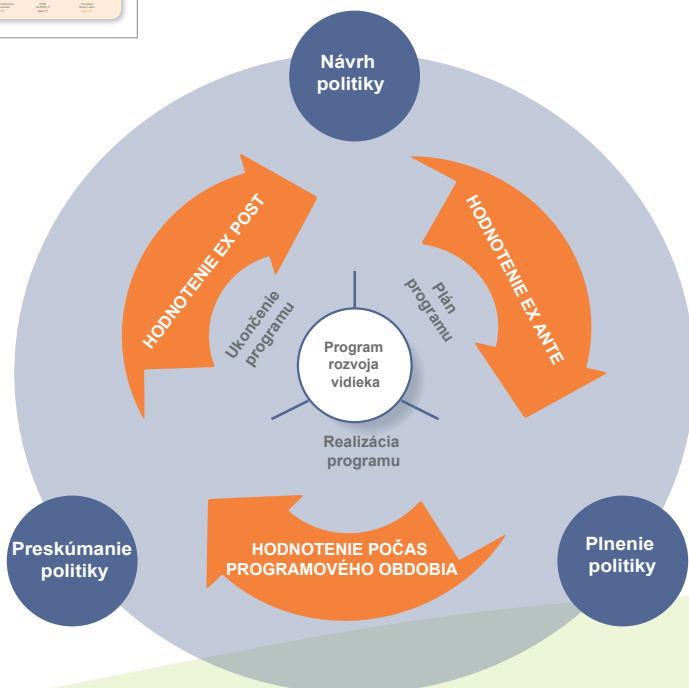 Návrh
politiky
HODNOTENIE EX POST
HODNOTENIE EX ANTE
Ukončenie
programu
Plán
programu
Program
rozvoja
vidieka
Realizácia
programu
Preskúmanie
politiky
HODNOTENIE POČAS
PROGRAMOVÉHO OBDOBIA
Plnenie
politiky